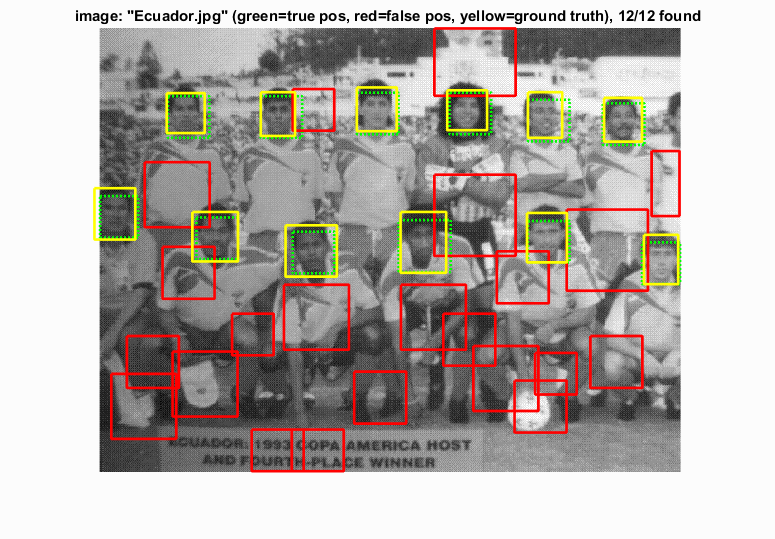 image: "Ecuador.jpg" (green=true pos, red=false pos, yellow=ground truth), 12/12 found
ECUADOR. 1993 COPA AMERICA HOST
AND FOURTH-PLACE WINNER